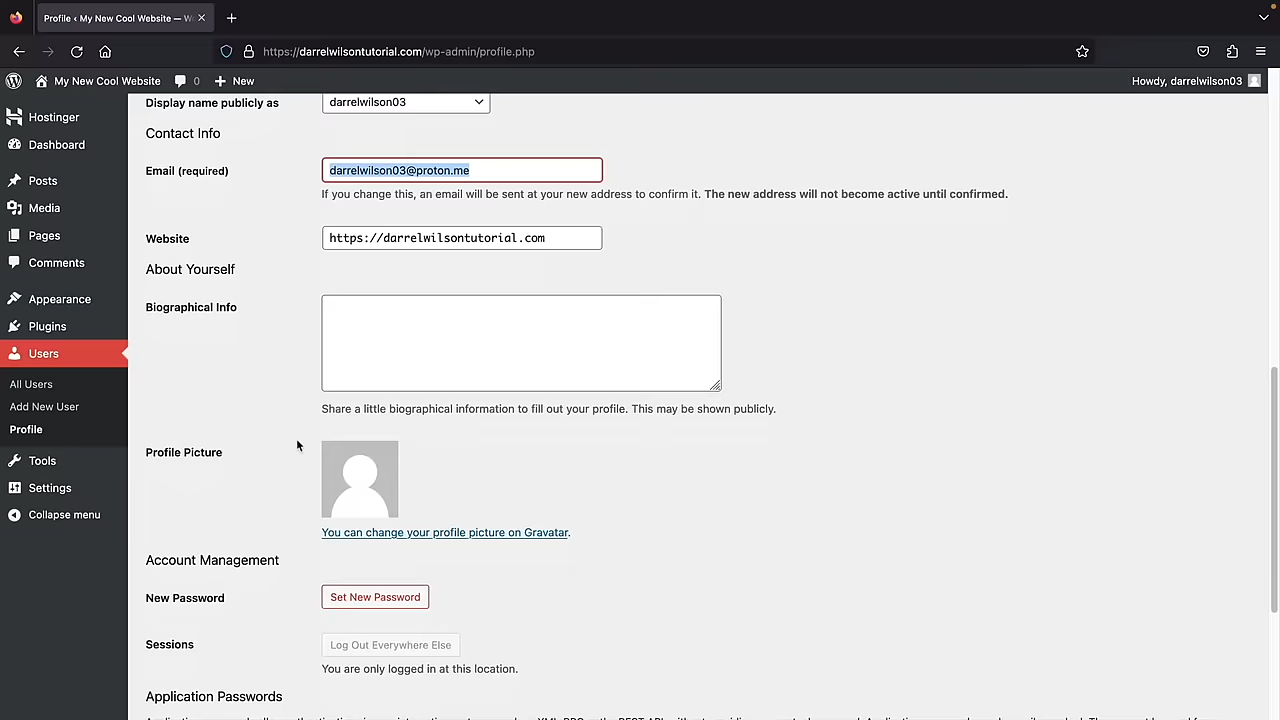 Profile ‹ My New Cool Website — W
https://darrelwilsontutorial.com/wp-admin/profile.php
My New Cool Website
0
New
Howdy, darrelwilson03
Hostinger
Dashboard
Posts
Media
Pages
Comments
Appearance
Plugins
Users
All Users
Add New User
Profile
Tools
Settings
Collapse menu
Display name publicly as
darrelwilson03
Contact Info
Email (required)
darrelwilson03@proton.me
If you change this, an email will be sent at your new address to confirm it. The new address will not become active until confirmed.
Website
https://darrelwilsontutorial.com
About Yourself
Biographical Info
Share a little biographical information to fill out your profile. This may be shown publicly.
Profile Picture
You can change your profile picture on Gravatar.
Account Management
New Password
Set New Password
Sessions
Log Out Everywhere Else
You are only logged in at this location.
Application Passwords